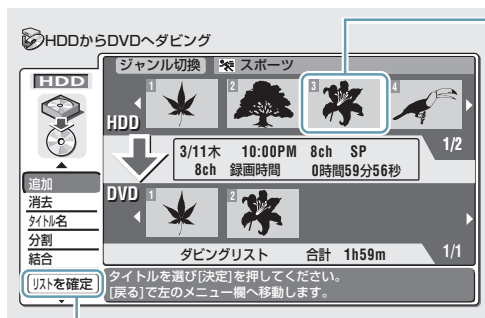 HDDからDVDへダビング
ジャンル切換 スポーツ
HDD
1 2 3 4
HDD
1/2
3/11木 10:00PM 8ch SP
8ch 録画時間 0時間59分56秒
追加
消去
タイトル名
分割
結合
リストを確定
DVD
1 2
ダビングリスト 合計 1h59m 1/1
タイトルを選び[決定]を押してください。
[戻る]で左のメニュー欄へ移動します。